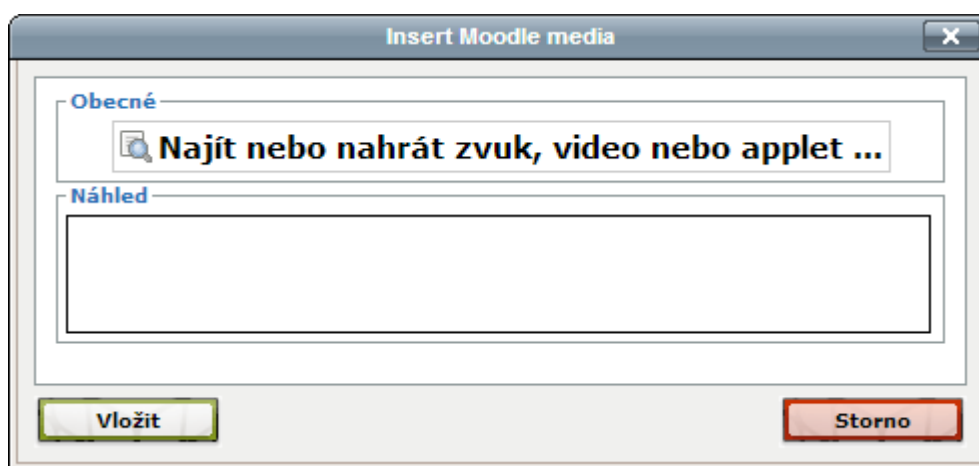 Insert Moodle media
Obecné
Najít nebo nahrát zvuk, video nebo applet ...
Náhled
Vložit
Storno